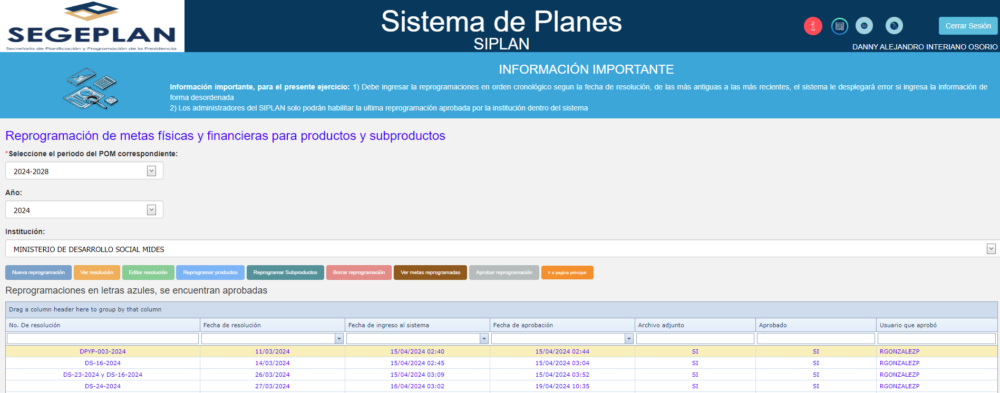 SEGEPLAN
Secretaría de Planificación y Programación de la Presidencia
Sistema de Planes
SIPLAN
Cerrar Sesión
DANNY ALEJANDRO INTERIANO OSORIO
INFORMACIÓN IMPORTANTE
Información importante, para el presente ejercicio: 1) Debe ingresar la reprogramaciones en orden cronológico segun la fecha de resolución, de las más antiguas a las más recientes, el sistema le desplegará error si ingresa la información de
forma desordenada
2) Los administradores del SIPLAN solo podrán habilitar la ultima reprogramación aprobada por la institución dentro del sistema
Reprogramación de metas físicas y financieras para productos y subproductos
*Seleccione el periodo del POM correspondiente:
2024-2028
Año:
2024
Institución:
MINISTERIO DE DESARROLLO SOCIAL MIDES
Nueva reprogramación Ver resolución Editar resolución Reprogramar productos Reprogramar Subproductos Borrar reprogramación Ver metas reprogramadas Aprobar reprogramación Ir a pagina principal
Reprogramaciones en letras azules, se encuentran aprobadas
Drag a column header here to group by that column
No. De resolución Fecha de resolución Fecha de ingreso al sistema Fecha de aprobación Archivo adjunto Aprobado Usuario que aprobó
DPYP-003-2024 11/03/2024 15/04/2024 02:40 15/04/2024 02:44 SI SI RGONZALEZP
DS-16-2024 14/03/2024 15/04/2024 02:45 15/04/2024 03:04 SI SI RGONZALEZP
DS-23-2024 y DS-16-2024 26/03/2024 15/04/2024 03:09 15/04/2024 03:52 SI SI RGONZALEZP
DS-24-2024 27/03/2024 16/04/2024 03:02 19/04/2024 10:35 SI SI RGONZALEZP